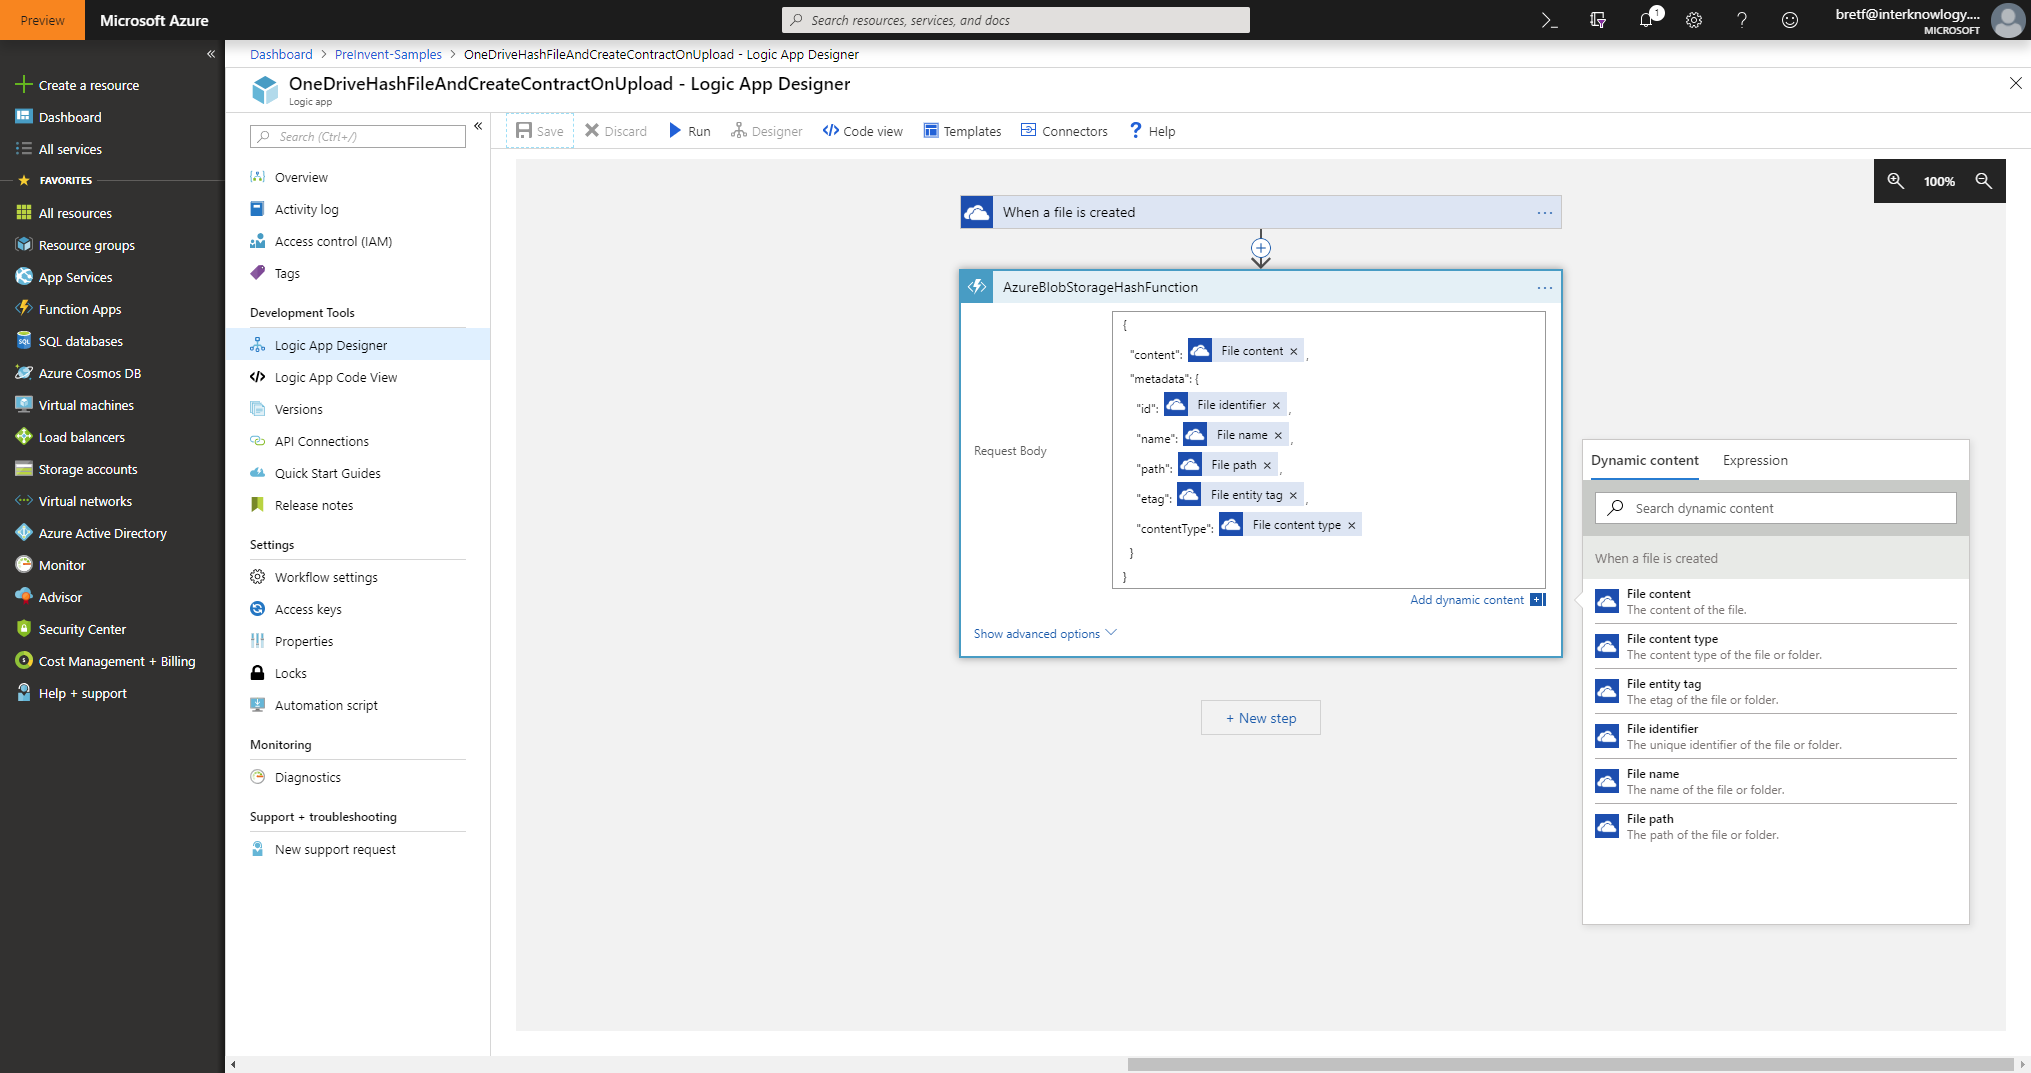 Preview
Microsoft Azure
Search resources, services, and docs
1
bretf@interknowlogy....
MICROSOFT
Create a resource
Dashboard
All services
FAVORITES
All resources
Resource groups
App Services
Function Apps
SQL databases
Azure Cosmos DB
Virtual machines
Load balancers
Storage accounts
Virtual networks
Azure Active Directory
Monitor
Advisor
Security Center
Cost Management + Billing
Help + support
Dashboard > PreInvent-Samples > OneDriveHashFileAndCreateContractOnUpload - Logic App Designer
OneDriveHashFileAndCreateContractOnUpload - Logic App Designer
Logic app
Search (Ctrl+/)
Overview
Activity log
Access control (IAM)
Tags
Development Tools
Logic App Designer
Logic App Code View
Versions
API Connections
Quick Start Guides
Release notes
Settings
Workflow settings
Access keys
Properties
Locks
Automation script
Monitoring
Diagnostics
Support + troubleshooting
New support request
Save Discard Run Designer Code view Templates Connectors Help
100%
When a file is created
AzureBlobStorageHashFunction
Request Body
{
"content": File content ×,
"metadata": {
"id": File identifier ×,
"name": File name ×,
"path": File path ×,
"etag": File entity tag ×,
"contentType": File content type ×
}
}
Add dynamic content
Show advanced options
+ New step
Dynamic content Expression
Search dynamic content
When a file is created
File content
The content of the file.
File content type
The content type of the file or folder.
File entity tag
The etag of the file or folder.
File identifier
The unique identifier of the file or folder.
File name
The name of the file or folder.
File path
The path of the file or folder.